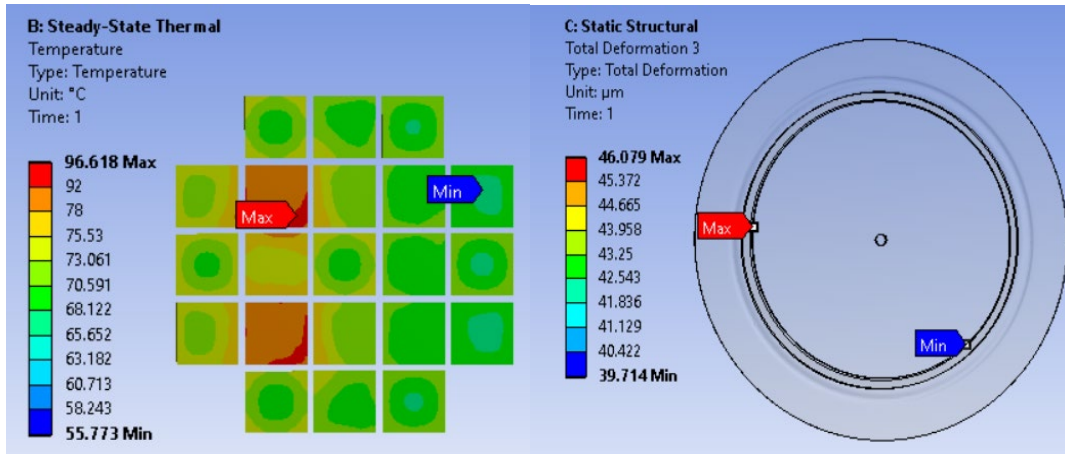 B: Steady-State Thermal
Temperature
Type: Temperature
Unit: °C
Time: 1
96.618 Max
92
78
75.53
73.061
70.591
68.122
65.652
63.182
60.713
58.243
55.773 Min
Max
Min
C: Static Structural
Total Deformation 3
Type: Total Deformation
Unit: µm
Time: 1
46.079 Max
45.372
44.665
43.958
43.25
42.543
41.836
41.129
40.422
39.714 Min
Max
Min